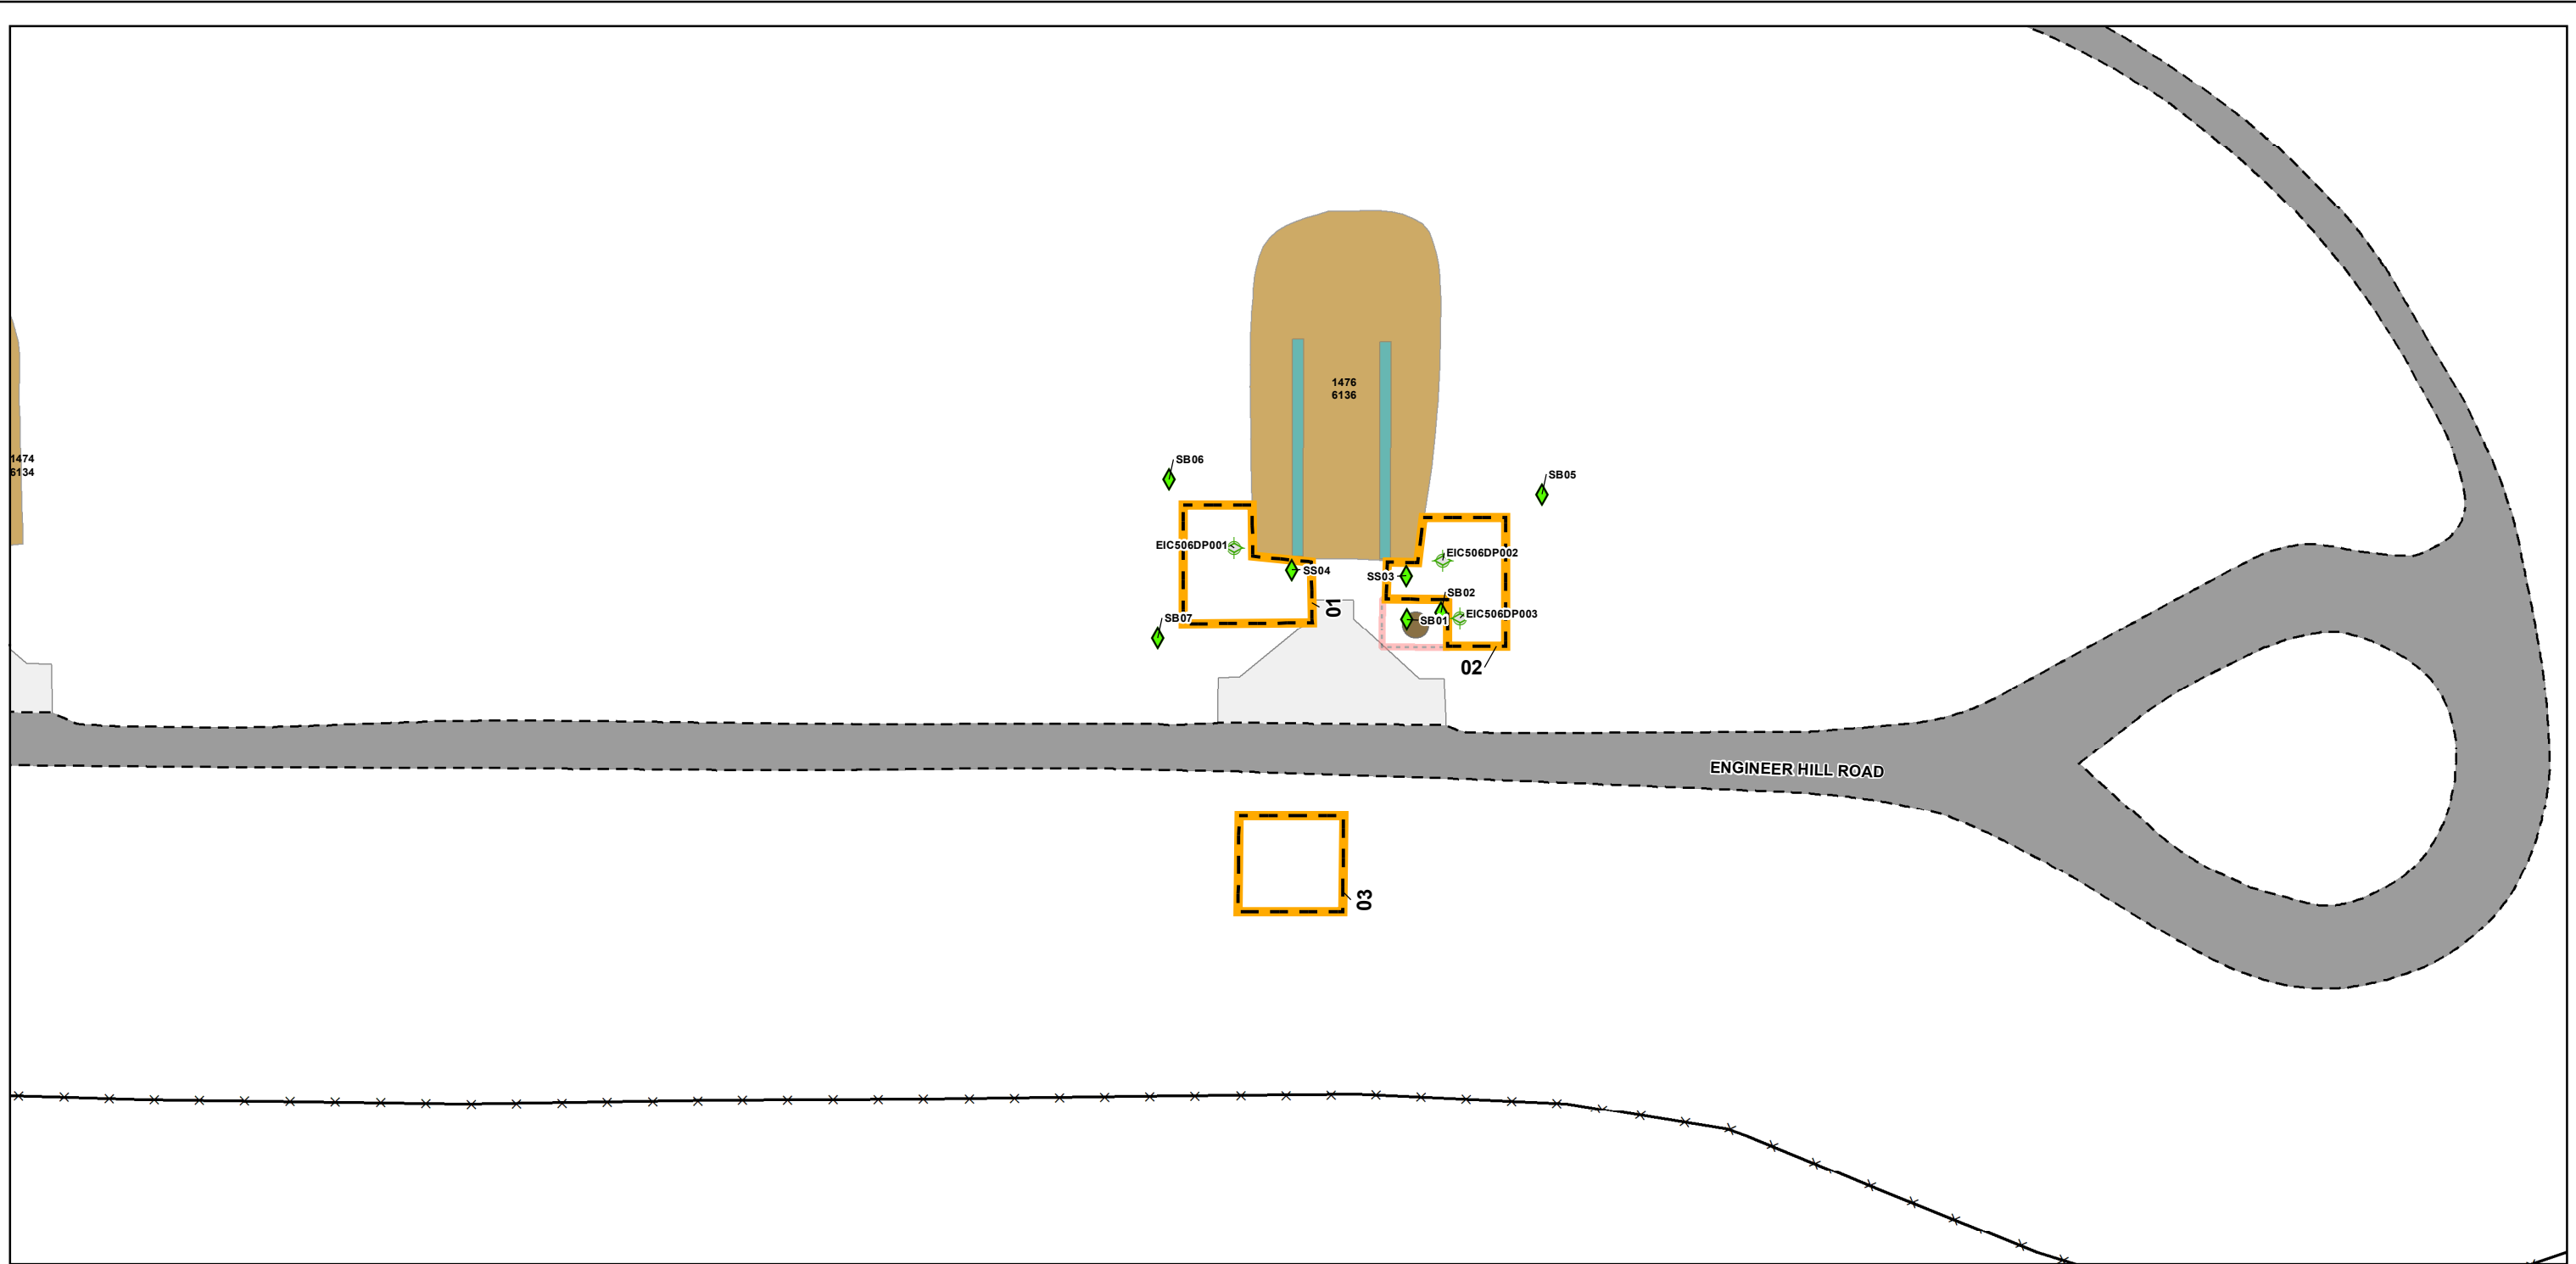 1476
6136
1474
6134
SB06
SB05
EIC506DP001
EIC506DP002
SS04
SS03
SB02
01
EIC506DP003
SB07
SB01
02
ENGINEER HILL ROAD
03